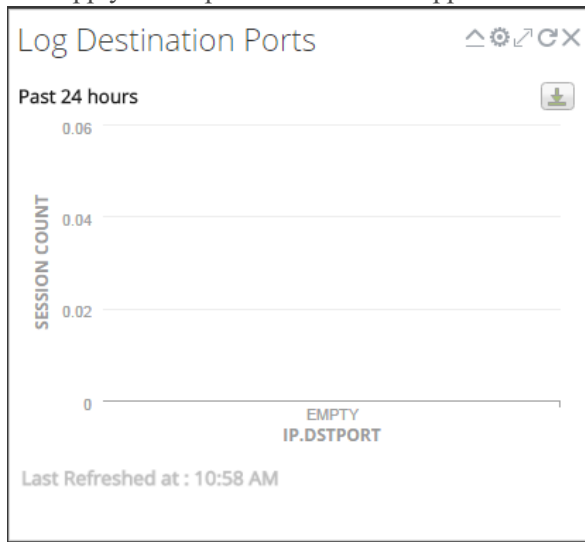 Log Destination Ports
Past 24 hours
0.06
0.04
0.02
0
SESSION COUNT
EMPTY
IP.DSTPORT
Last Refreshed at : 10:58 AM